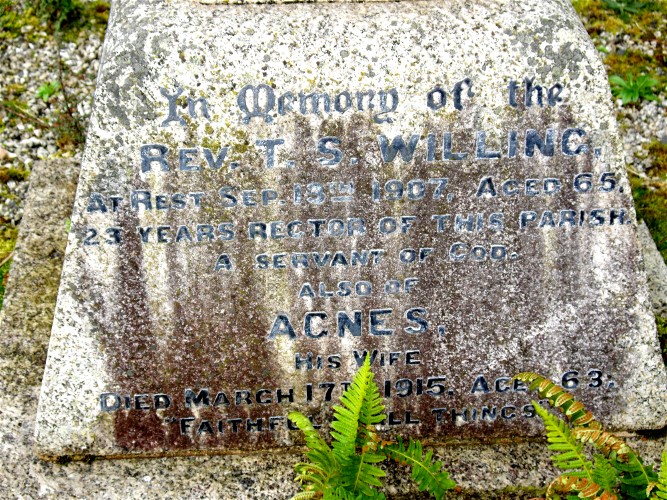 In Memory of the
REV. T. S. WILLING,
AT REST SEP. 13TH 1907, AGED 65,
23 YEARS RECTOR OF THIS PARISH.
A SERVANT OF GOD.
ALSO OF
AGNES,
HIS WIFE
DIED MARCH 17TH 1915, AGED 63;
"FAITHFUL ALL THINGS"